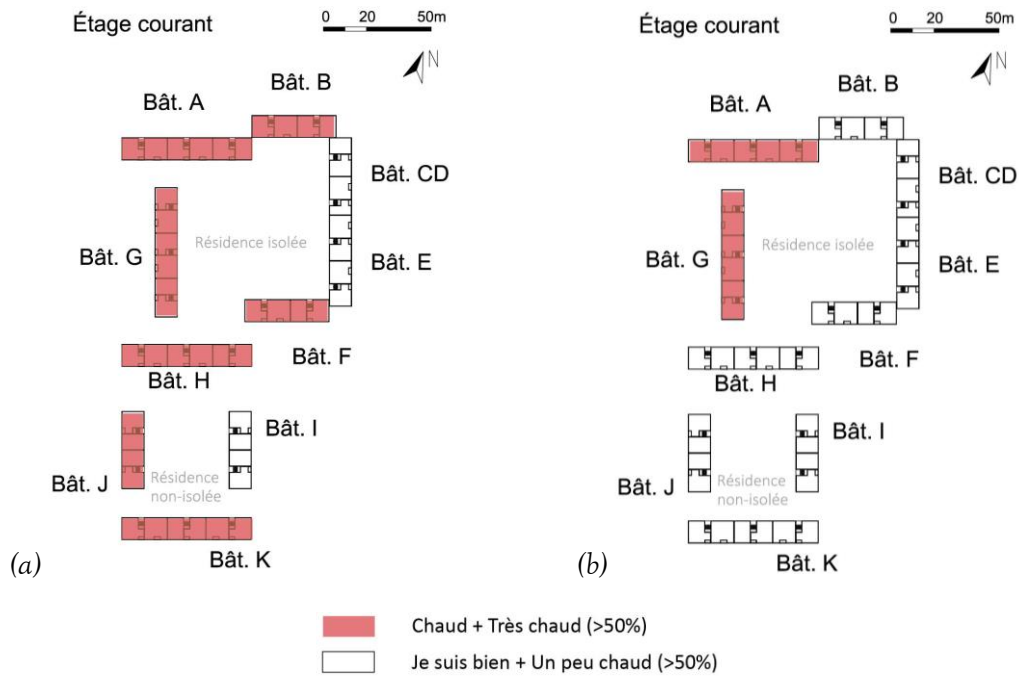 Étage courant
0 20 50m
N
Bât. B
Bât. A
Bât. CD
Bât. G
Résidence isolée
Bât. E
Bât. F
Bât. H
Bât. I
Bât. J
Résidence
non-isolée
Bât. K
(a)
Étage courant
0 20 50m
N
Bât. B
Bât. A
Bât. CD
Bât. G
Résidence isolée
Bât. E
Bât. F
Bât. H
Bât. I
Bât. J
Résidence
non-isolée
Bât. K
(b)
Chaud + Très chaud (>50%)
Je suis bien + Un peu chaud (>50%)